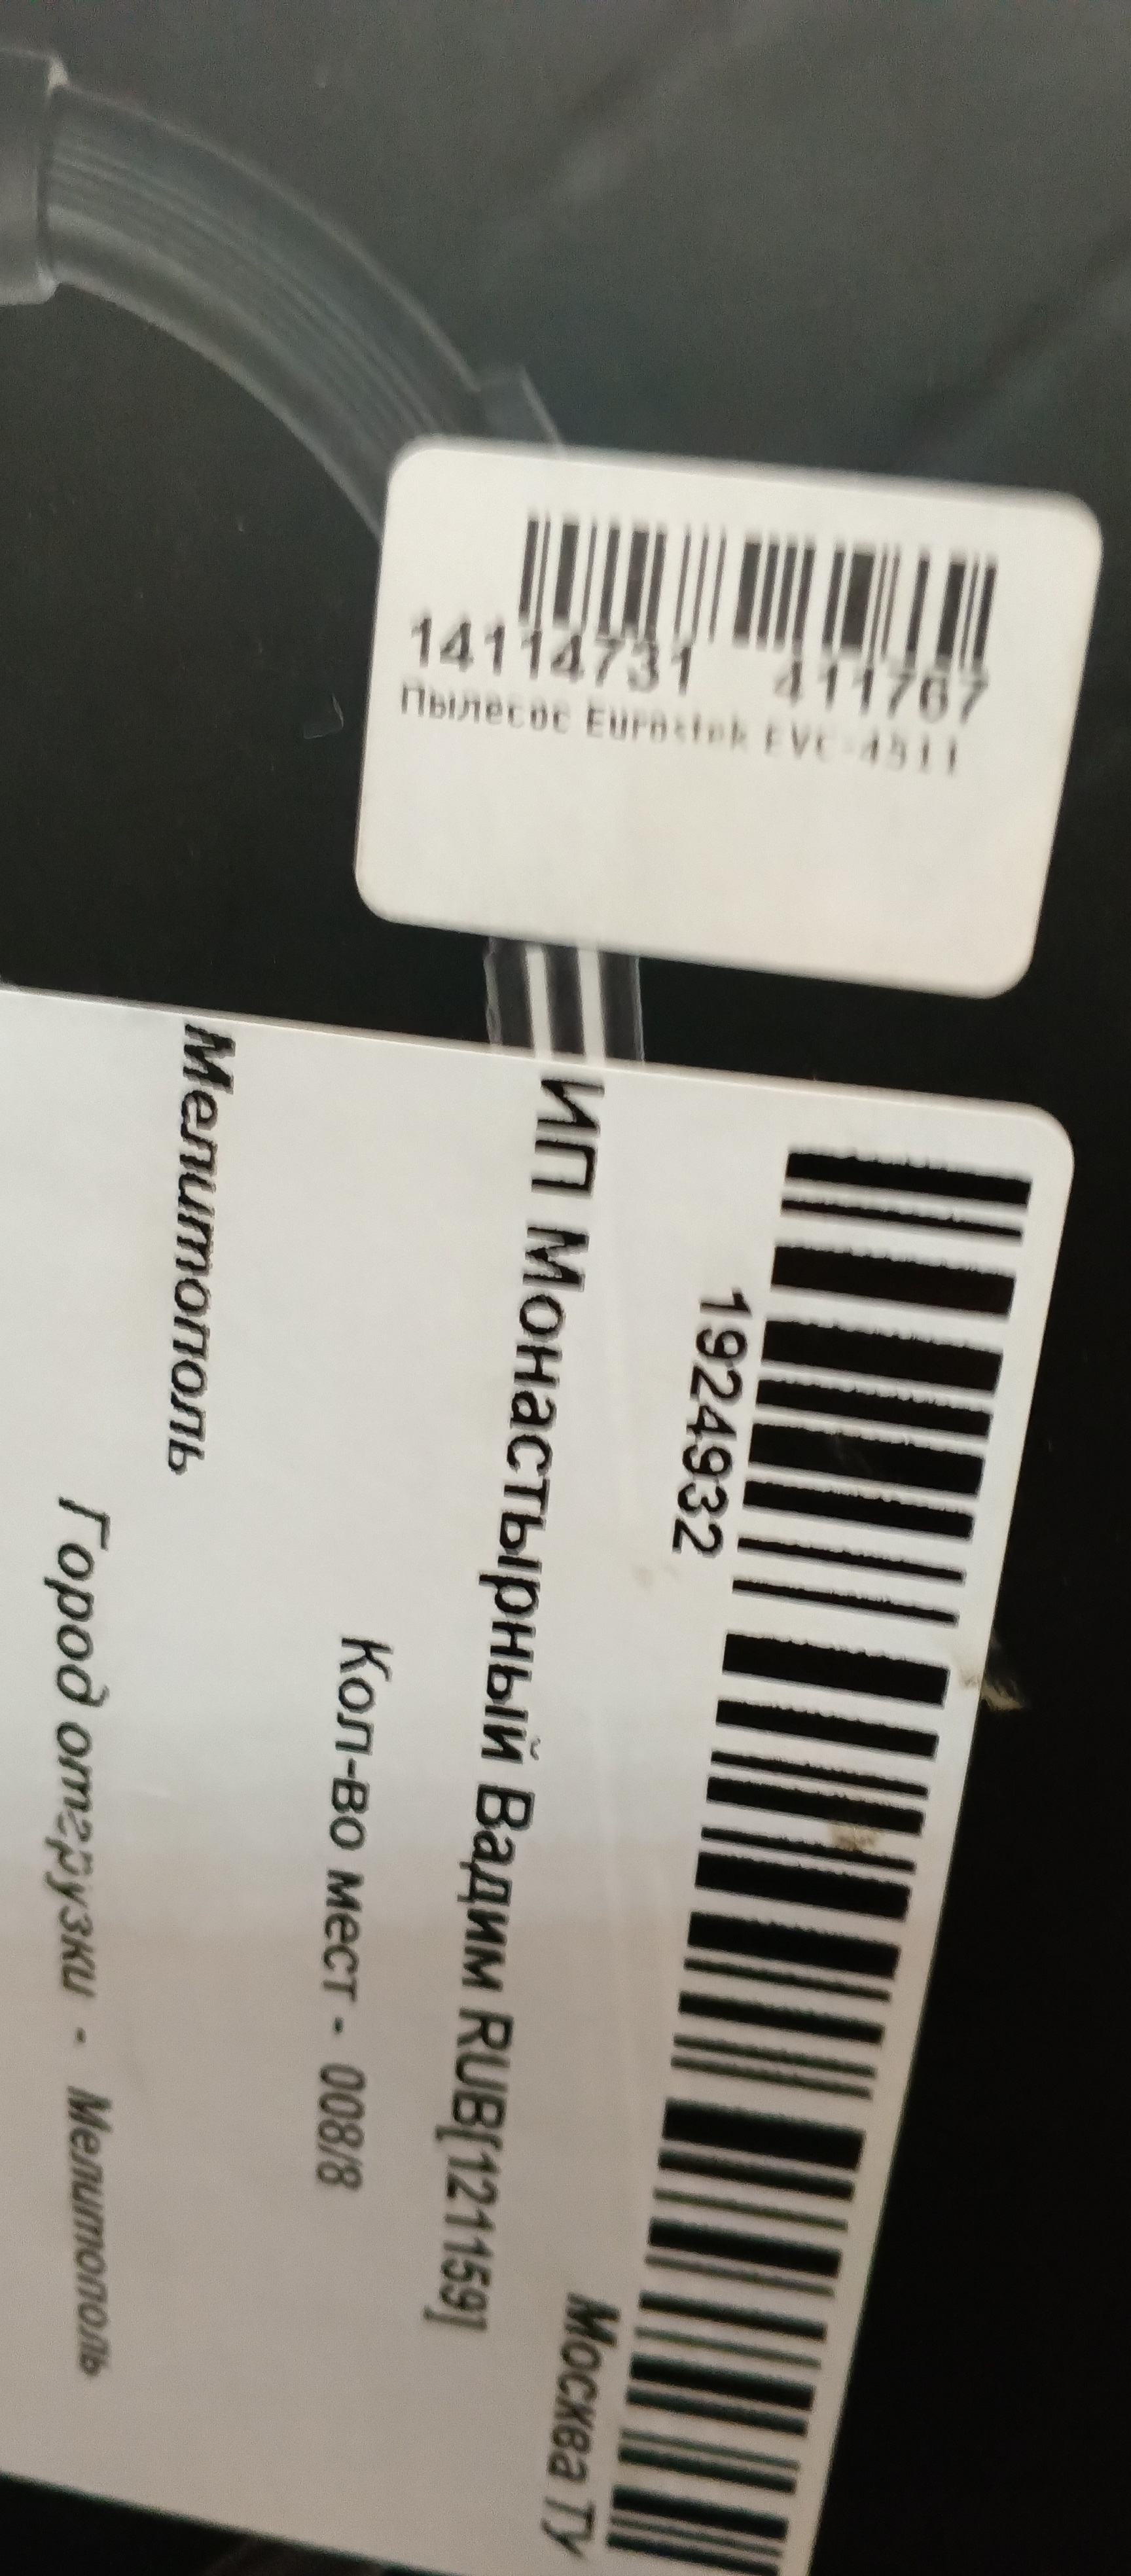 14114731 411767
Пылесос Eurostek EVC-4511
1924932
Москва ТУ
ИП Монастырный Вадим RUB[121159]
Кол-во мест - 008/8
Мелитополь
Город отгрузки - Мелитополь